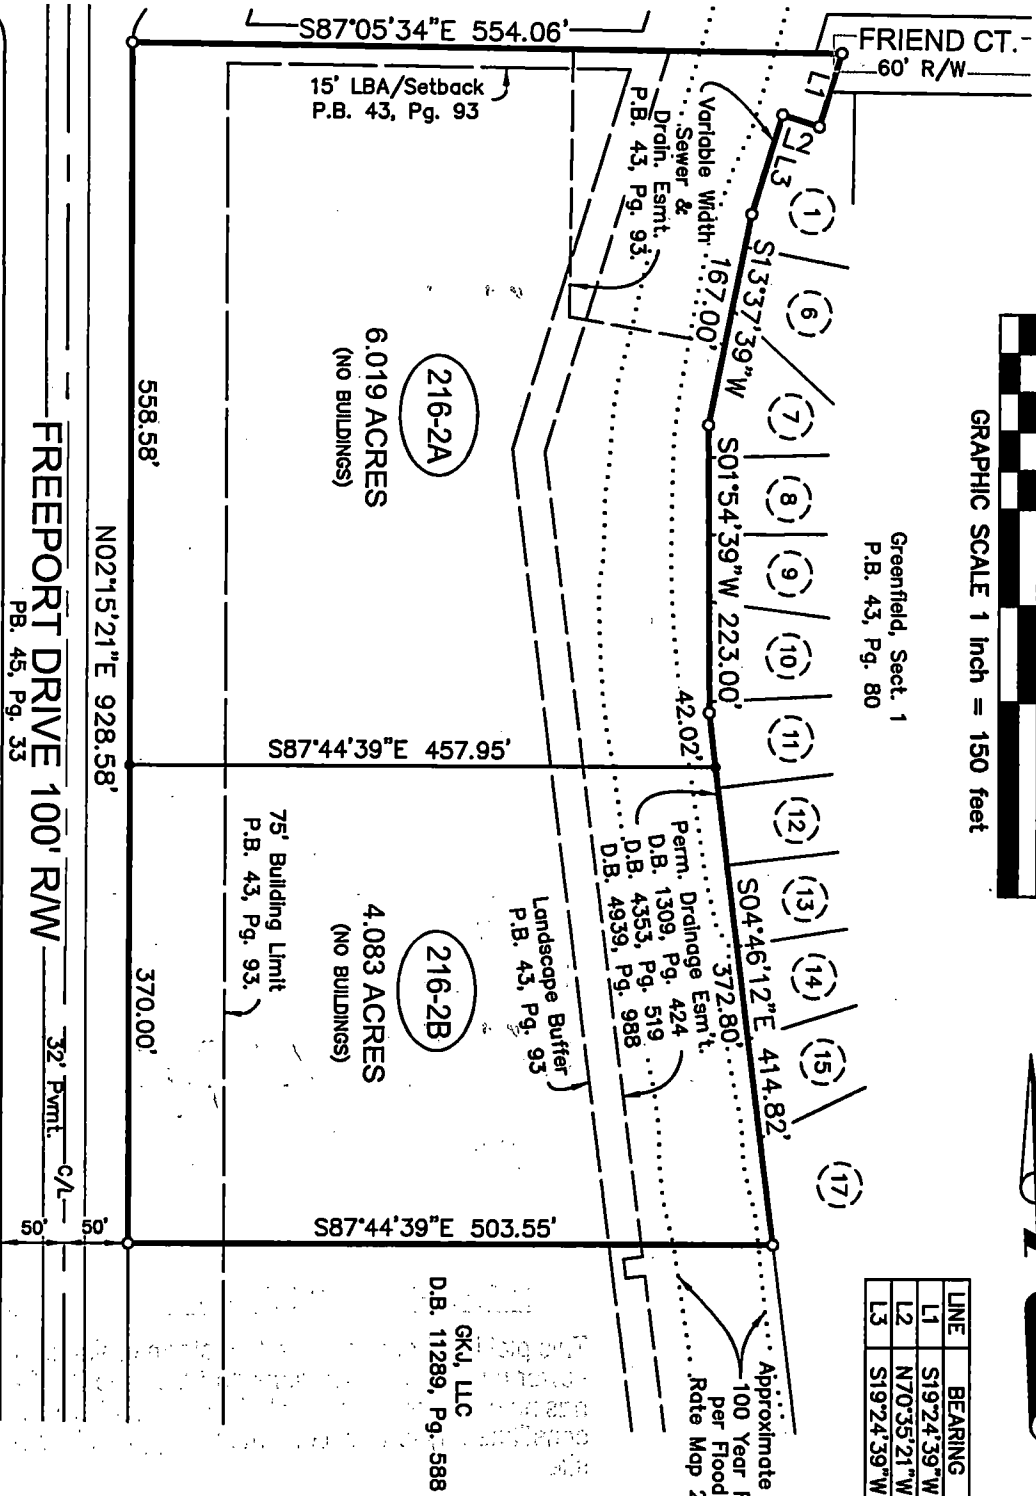 S87°05'34"E 554.06'
FRIEND CT.
60' R/W
15' LBA/Setback
P.B. 43, Pg. 93
L1
L2
L3
Variable Width
Sewer &
Drain. Esmt.
P.B. 43, Pg. 93
S13°37'39"W
167.00'
(1)
(6)
(7)
(8)
(9)
(10)
(11)
(12)
(13)
(14)
(15)
(17)
GRAPHIC SCALE 1 inch = 150 feet
Greenfield, Sect. 1
P.B. 43, Pg. 80
216-2A
6.019 ACRES
(NO BUILDINGS)
S01°54'39"W 223.00'
42.02'
558.58'
N02°15'21"E 928.58'
FREEPORT DRIVE 100' R/W
PB. 45, Pg. 33
S87°44'39"E 457.95'
75' Building Limit
P.B. 43, Pg. 93.
Perm. Drainage Esm't.
D.B. 1309, Pg. 424
D.B. 4353, Pg. 519
D.B. 4939, Pg. 988
S04°46'12"E 414.82'
372.80'
216-2B
4.083 ACRES
(NO BUILDINGS)
Landscape Buffer
P.B. 43, Pg. 93
370.00'
32' Pvmt.
C/L
50'
50'
S87°44'39"E 503.55'
GKJ, LLC
D.B. 11289, Pg. 588
Approximate
100 Year
per Flood
Rate Map
LINE BEARING
L1 S19°24'39"W
L2 N70°35'21"W
L3 S19°24'39"W